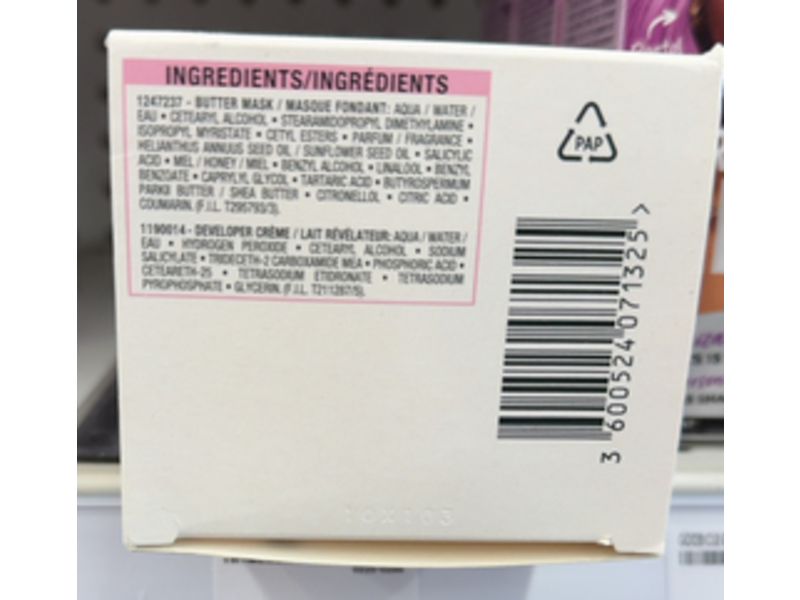 INGREDIENTS/INGRÉDIENTS
1247237 - BUTTER MASK / MASQUE FONDANT: AQUA / WATER /
EAU • CETEARYL ALCOHOL • STEARAMIDOPROPYL DIMETHYLAMINE •
ISOPROPYL MYRISTATE • CETYL ESTERS • PARFUM / FRAGRANCE •
HELIANTHUS ANNUUS SEED OIL / SUNFLOWER SEED OIL • SALICYLIC
ACID • MEL / HONEY / MIEL • BENZYL ALCOHOL • LINALOOL • BENZYL
BENZOATE • CAPRYLYL GLYCOL • TARTARIC ACID • BUTYROSPERMUM
PARKII BUTTER / SHEA BUTTER • CITRONELLOL • CITRIC ACID •
COUMARIN. (F.I.L. T295793/3).
1190014 - DEVELOPER CRÈME / LAIT RÉVÉLATEUR: AQUA / WATER /
EAU • HYDROGEN PEROXIDE • CETEARYL ALCOHOL • SODIUM
SALICYLATE • TRIDECETH-2 CARBOXAMIDE MEA • PHOSPHORIC ACID •
CETEARETH-25 • TETRASODIUM ETIDRONATE • TETRASODIUM
PYROPHOSPHATE • GLYCERIN. (F.I.L. T211287/5).
PAP
3 600524 071325 >